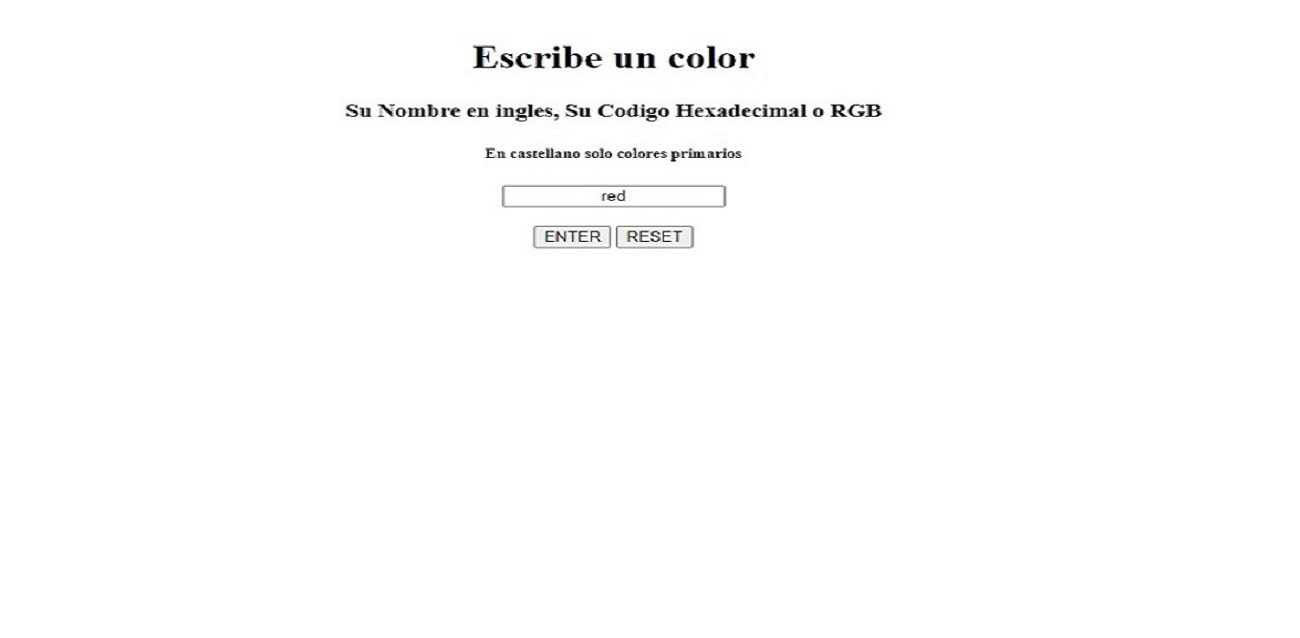 Escribe un color
Su Nombre en ingles, Su Codigo Hexadecimal o RGB
En castellano solo colores primarios
red
ENTER RESET